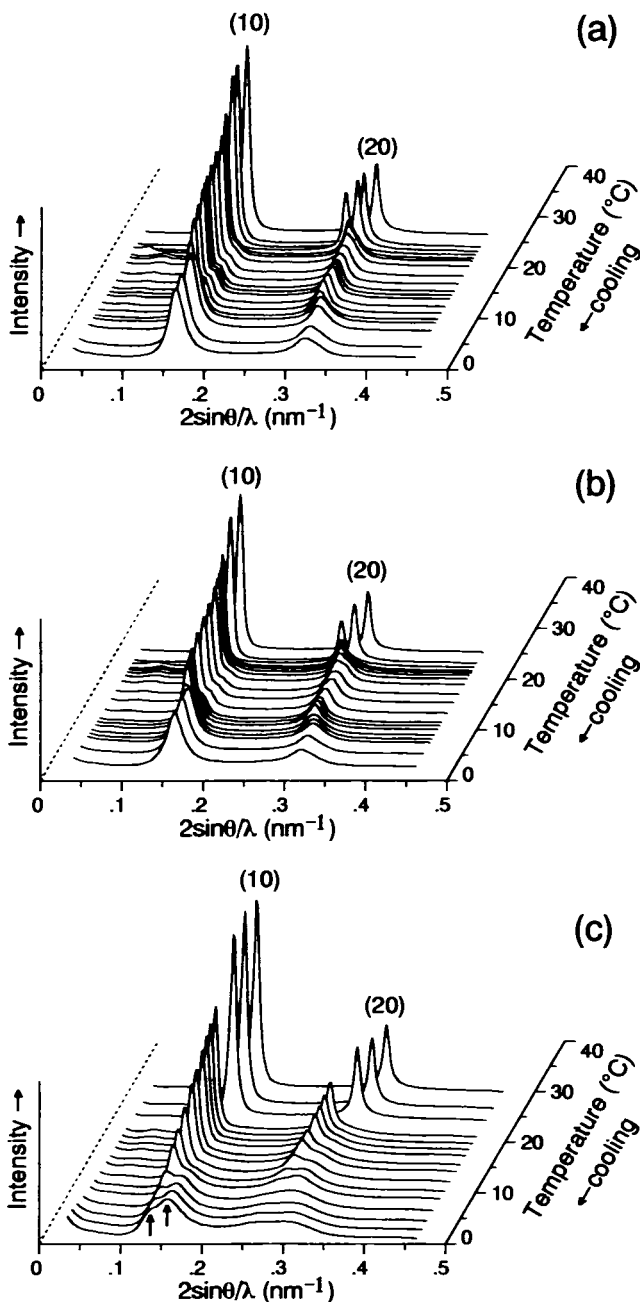 (a)
(10)
(20)
40
30
20
10
0
Temperature (°C)
←cooling
Intensity →
0 .1 .2 .3 .4 .5
2sinθ/λ (nm⁻¹)
(b)
(10)
(20)
40
30
20
10
0
Temperature (°C)
←cooling
Intensity →
0 .1 .2 .3 .4 .5
2sinθ/λ (nm⁻¹)
(c)
(10)
(20)
40
30
20
10
0
Temperature (°C)
←cooling
Intensity →
0 .1 .2 .3 .4 .5
2sinθ/λ (nm⁻¹)